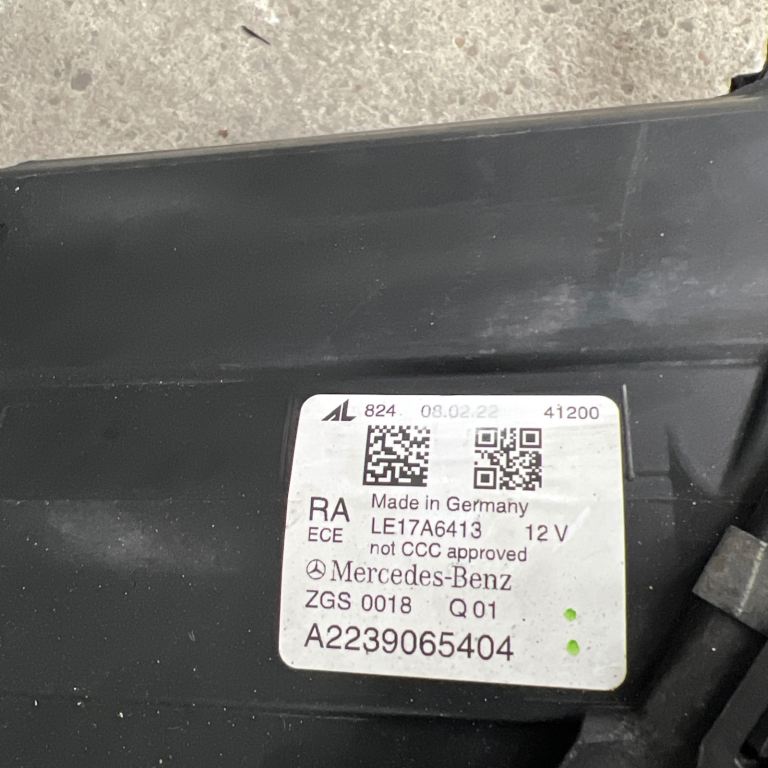 AL 824 08.02.22 41200
Made in Germany
RA LE17A6413 12 V
ECE not CCC approved
Mercedes-Benz
ZGS 0018 Q 01
A2239065404